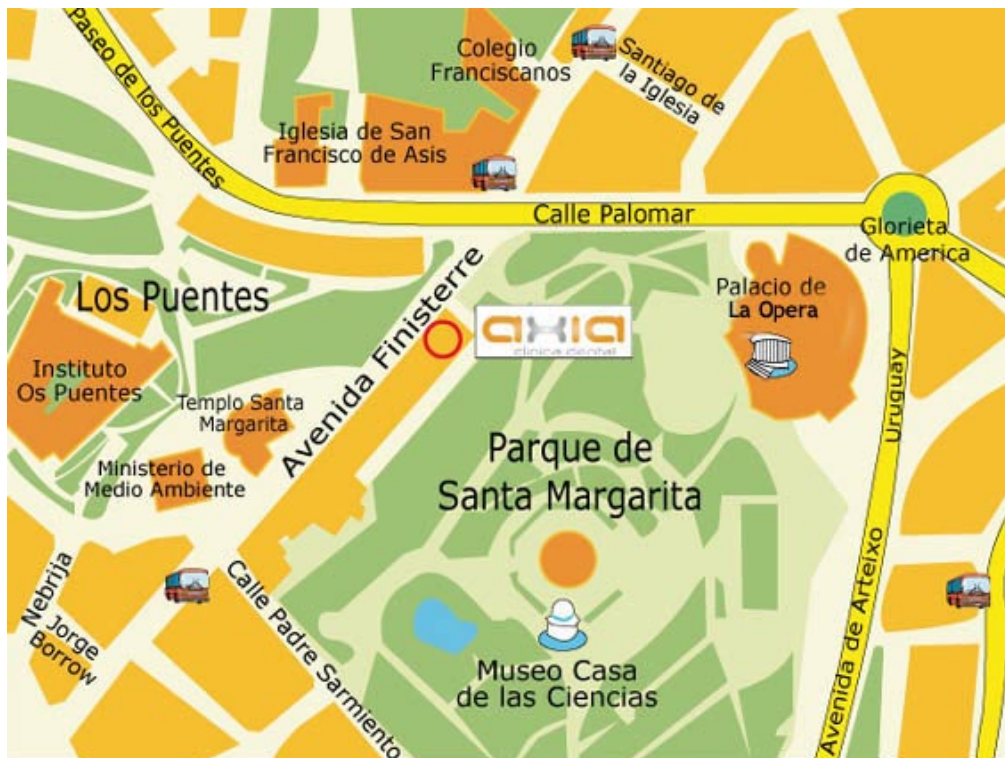 Paseo de los Puentes
Colegio
Franciscanos
Santiago de
la Iglesia
Iglesia de San
Francisco de Asis
Calle Palomar
Glorieta
de America
Los Puentes
Avenida Finisterre
axia
clinica dental
Palacio de
La Opera
Instituto
Os Puentes
Templo Santa
Margarita
Ministerio de
Medio Ambiente
Parque de
Santa Margarita
Uruguay
Nebrija
Jorge
Borrow
Calle Padre Sarmiento
Museo Casa
de las Ciencias
Avenida de Arteixo